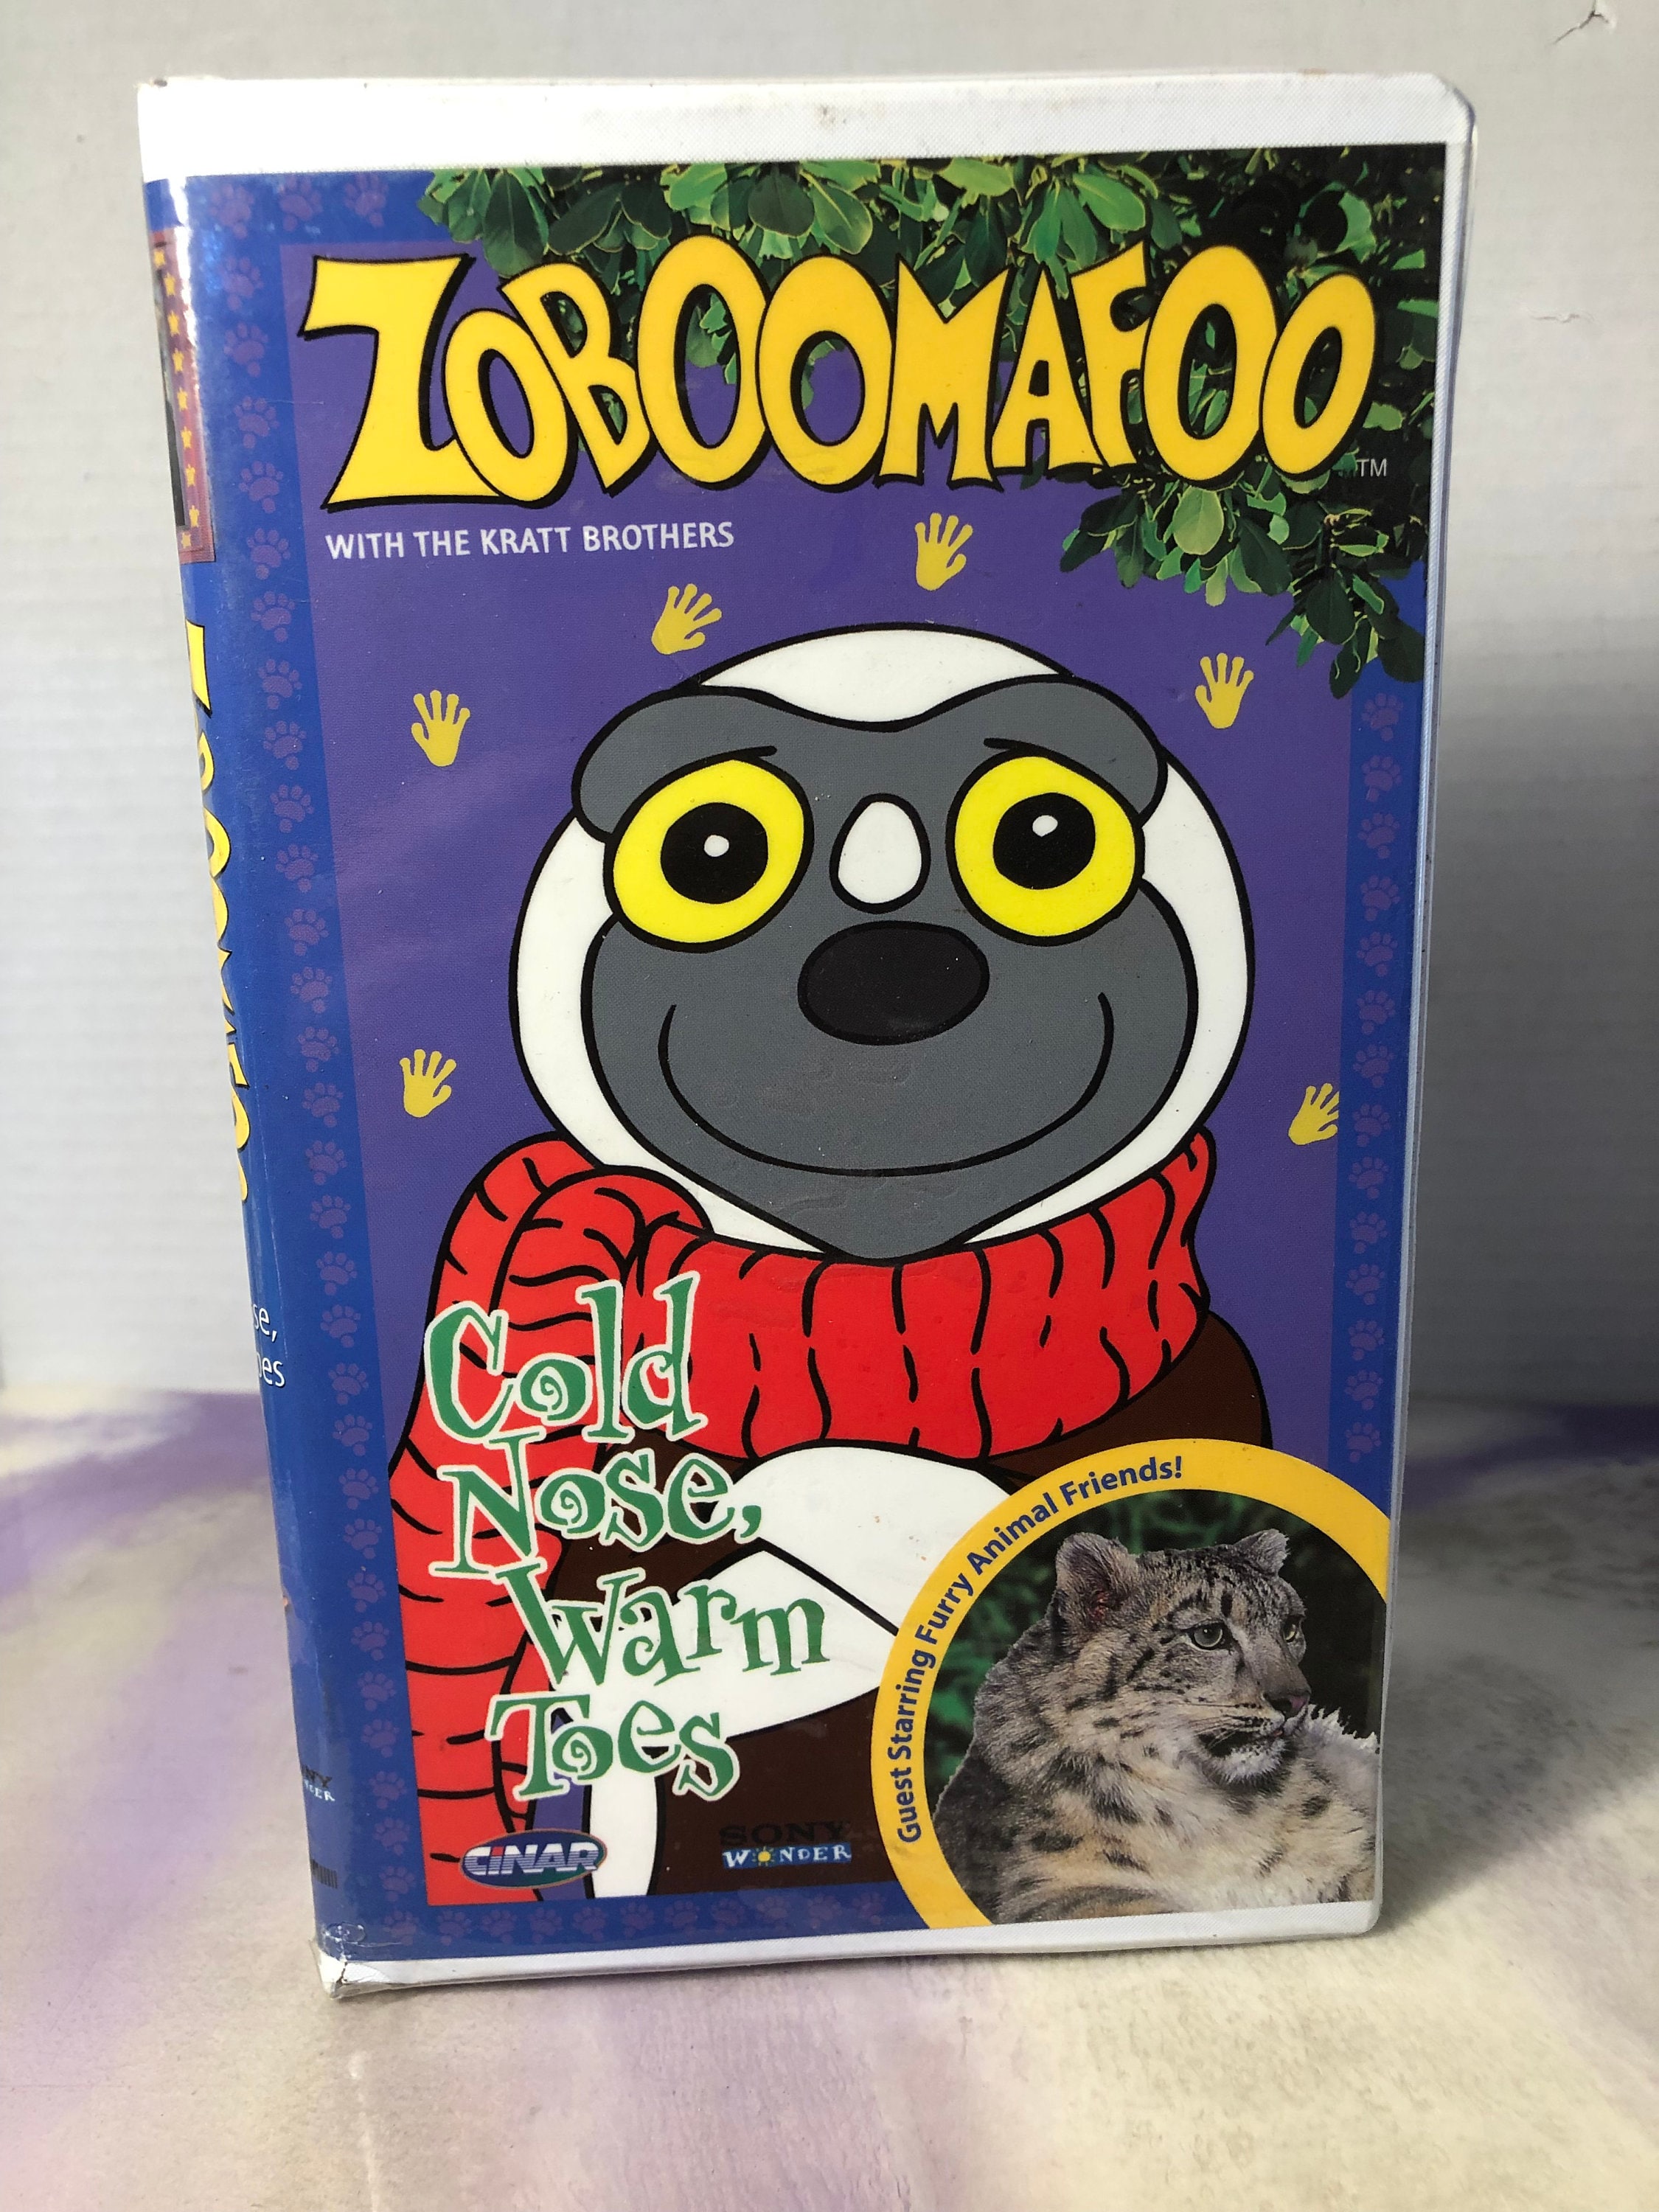 ZOBOOMAFOO
TM
WITH THE KRATT BROTHERS
Cold
Nose,
Warm
Toes
Guest Starring Furry Animal Friends!
CINAR
SONY
WONDER